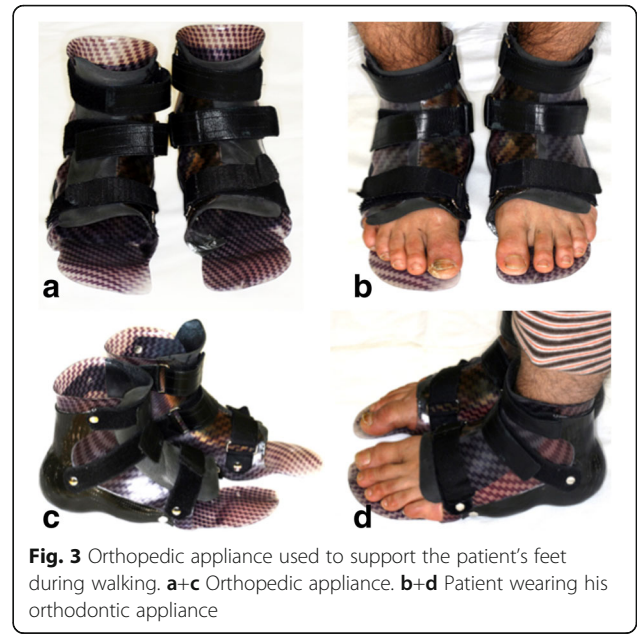 a
b
c
d
Fig. 3 Orthopedic appliance used to support the patient's feet
during walking. a+c Orthopedic appliance. b+d Patient wearing his
orthodontic appliance